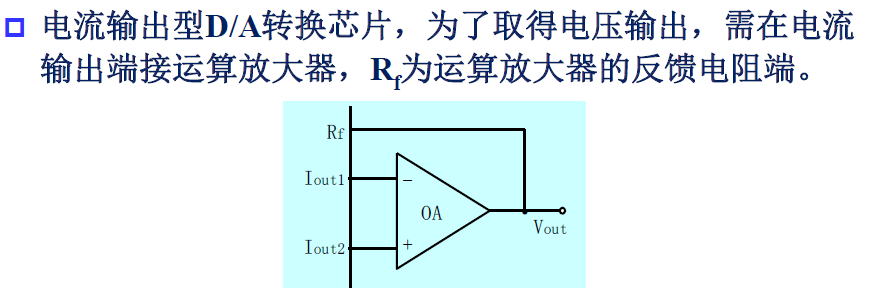 电流输出型D/A转换芯片，为了取得电压输出，需在电流
输出端接运算放大器，Rf为运算放大器的反馈电阻端。
Rf
Iout1
−
OA
Vout
Iout2
+